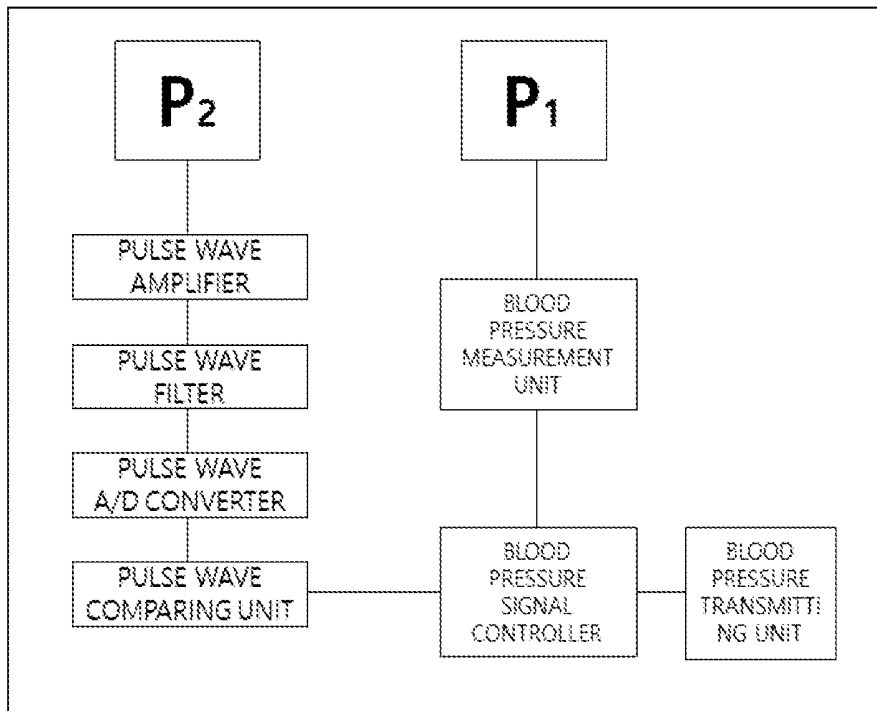 P2
P1
PULSE WAVE
AMPLIFIER
PULSE WAVE
FILTER
PULSE WAVE
A/D CONVERTER
PULSE WAVE
COMPARING UNIT
BLOOD
PRESSURE
MEASUREMENT
UNIT
BLOOD
PRESSURE
SIGNAL
CONTROLLER
BLOOD
PRESSURE
TRANSMITTI
NG UNIT